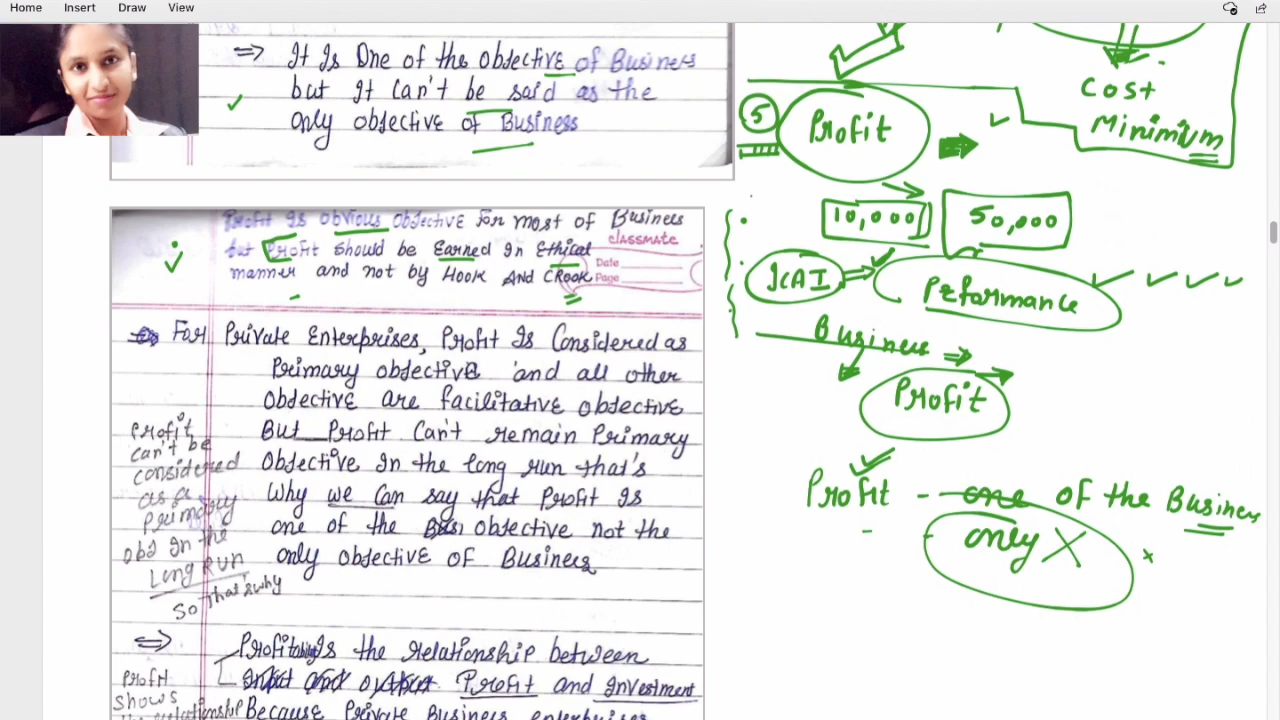 Home Insert Draw View
⇒ It Is One of the objective of Business
but It Can't be said as the
only objective of Business
Profit Is obvious objective for most of Business
but Profit should be Earned In Ethical
manner and not by Hook And Crook
classmate
Date
Page
For Private Enterprises, Profit Is Considered as
Primary objective and all other
objective are facilitative objective
But Profit Can't remain Primary
objective In the long run that's
Why we Can say that Profit Is
one of the objective not the
only objective of Business
Profit
can't be
considered
as a
primary
obj In the
Long RUN
So that's why
⇒ Profitability Is the relationship between
Profit and Investment
Because Private Business enterprises
Profit
shows
the relationship
Cost
Minimum
5 Profit
10,000 50,000
ICAI ⇒ Performance
Business ⇒
Profit
Profit - one of the Business
only X